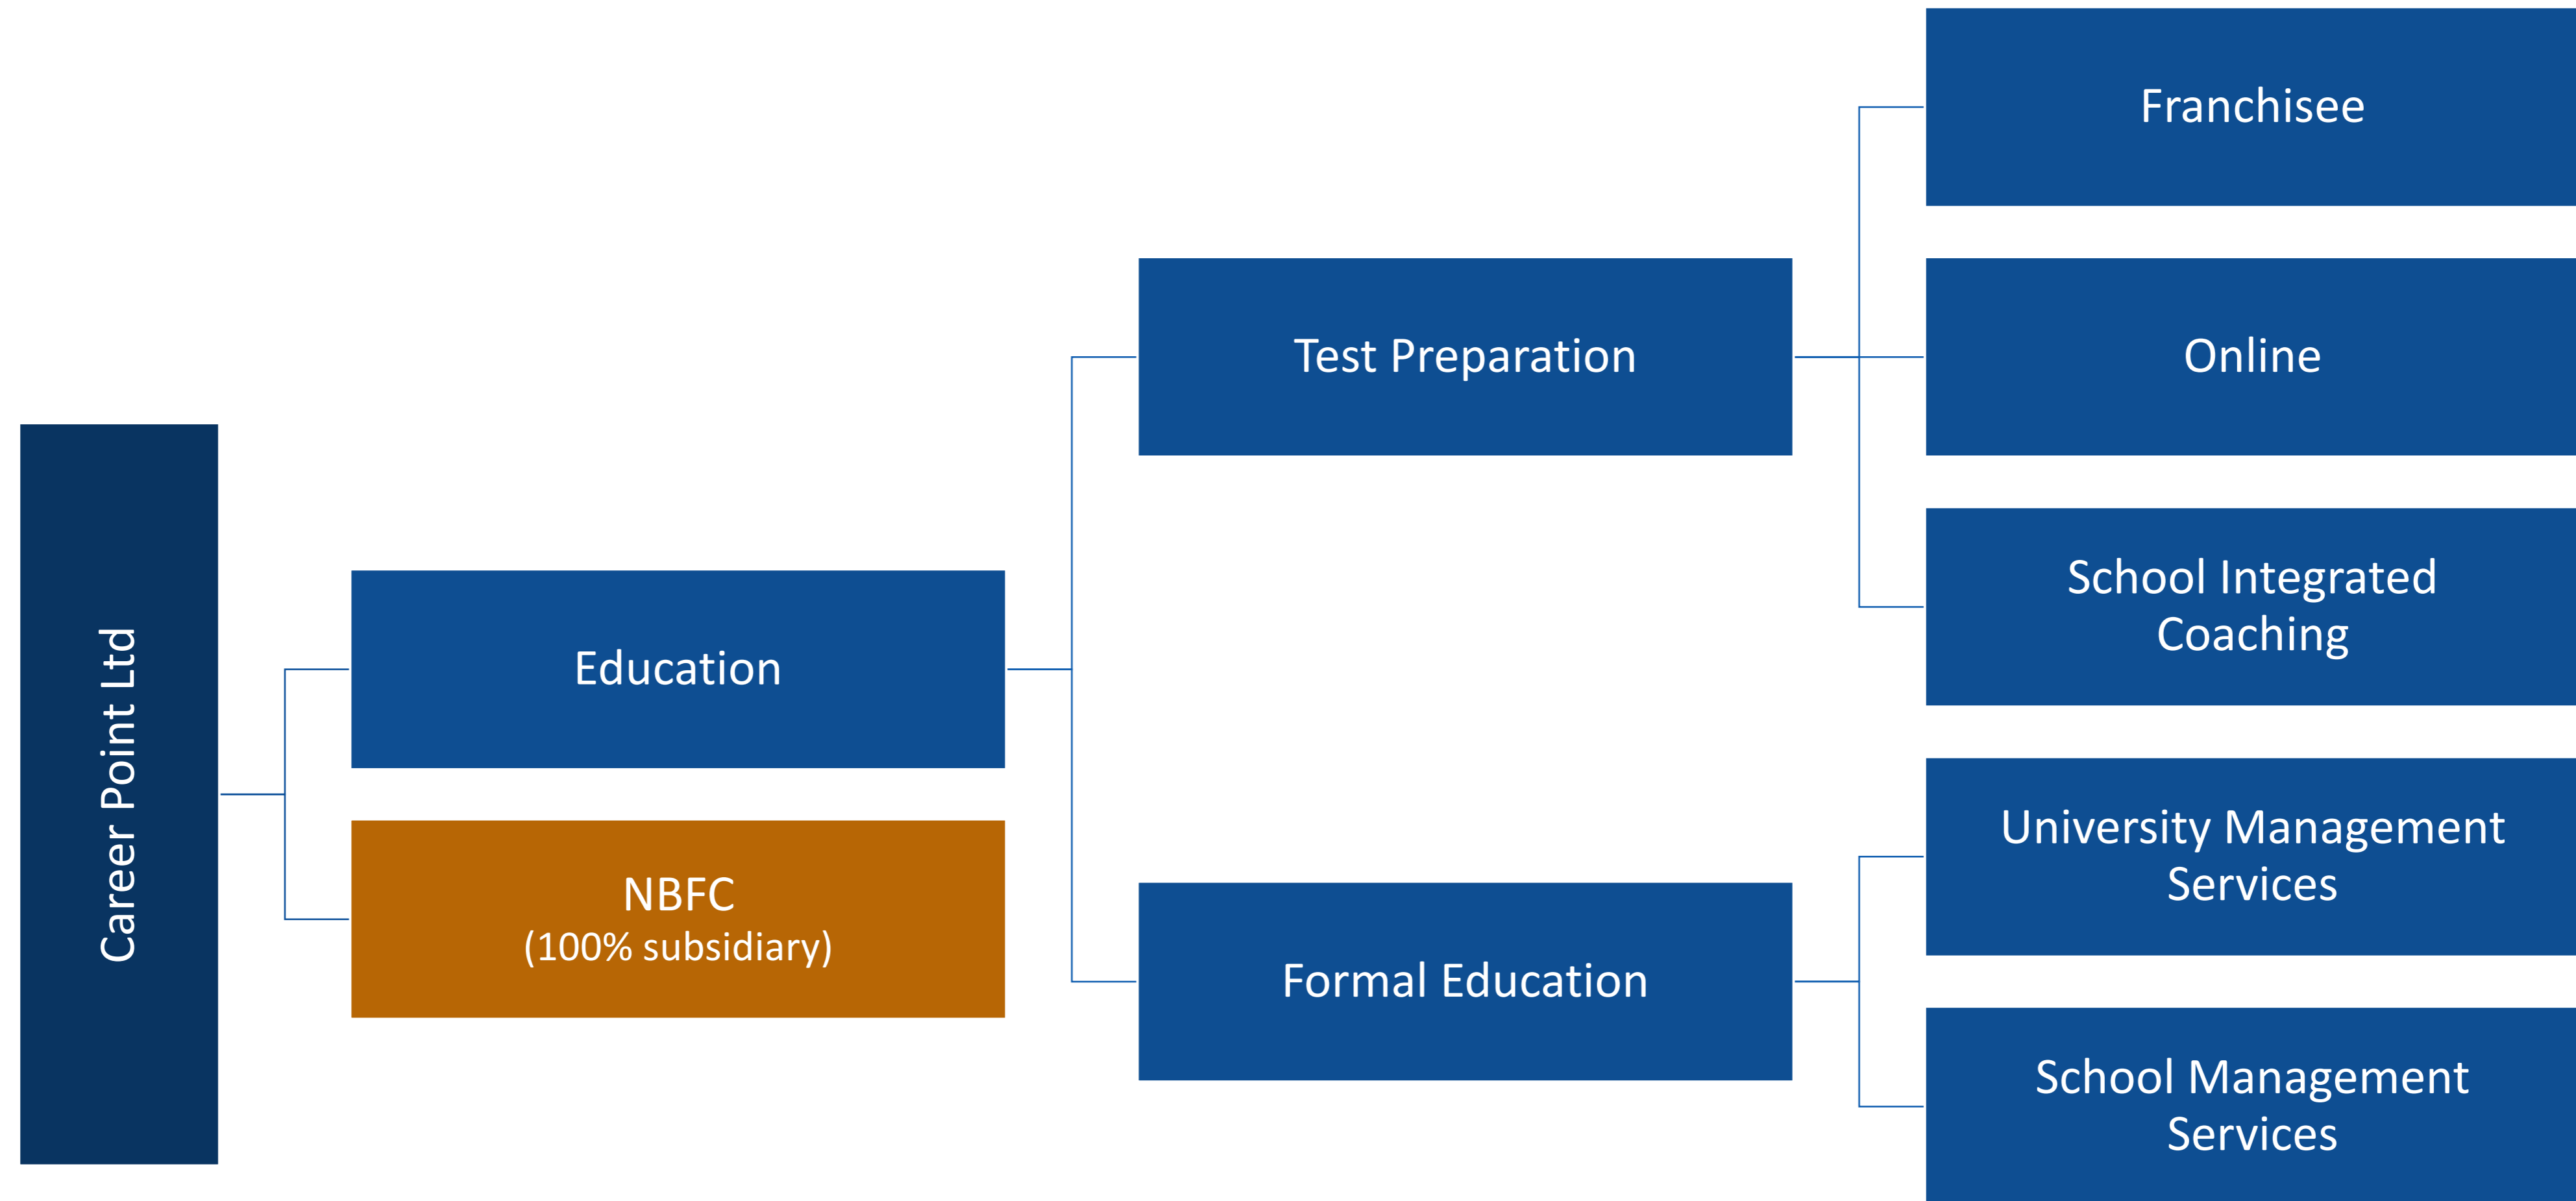 Career Point Ltd
Education
NBFC
(100% subsidiary)
Test Preparation
Formal Education
Franchisee
Online
School Integrated
Coaching
University Management
Services
School Management
Services